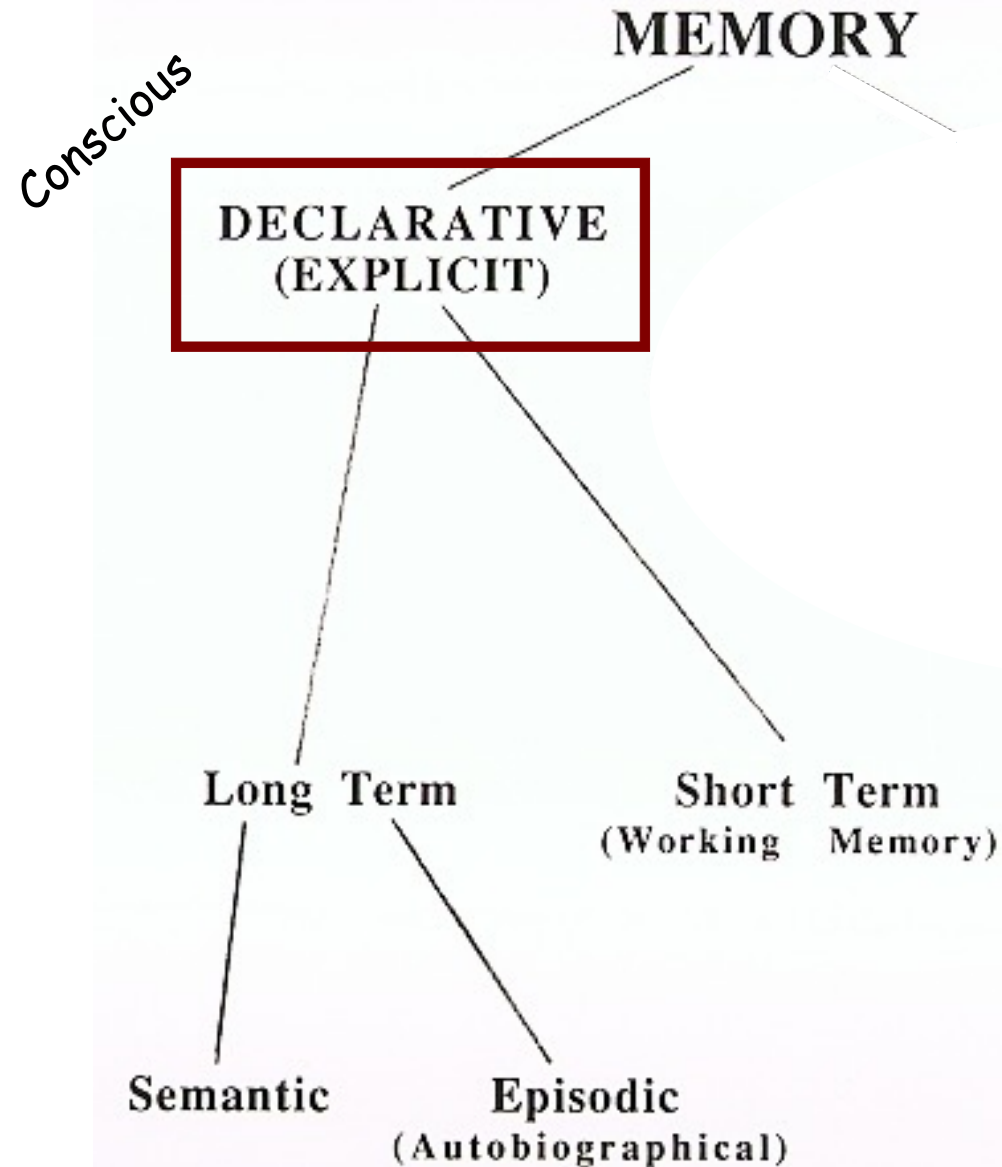 MEMORY
Conscious
DECLARATIVE
(EXPLICIT)
Long Term
Short Term
(Working Memory)
Semantic
Episodic
(Autobiographical)